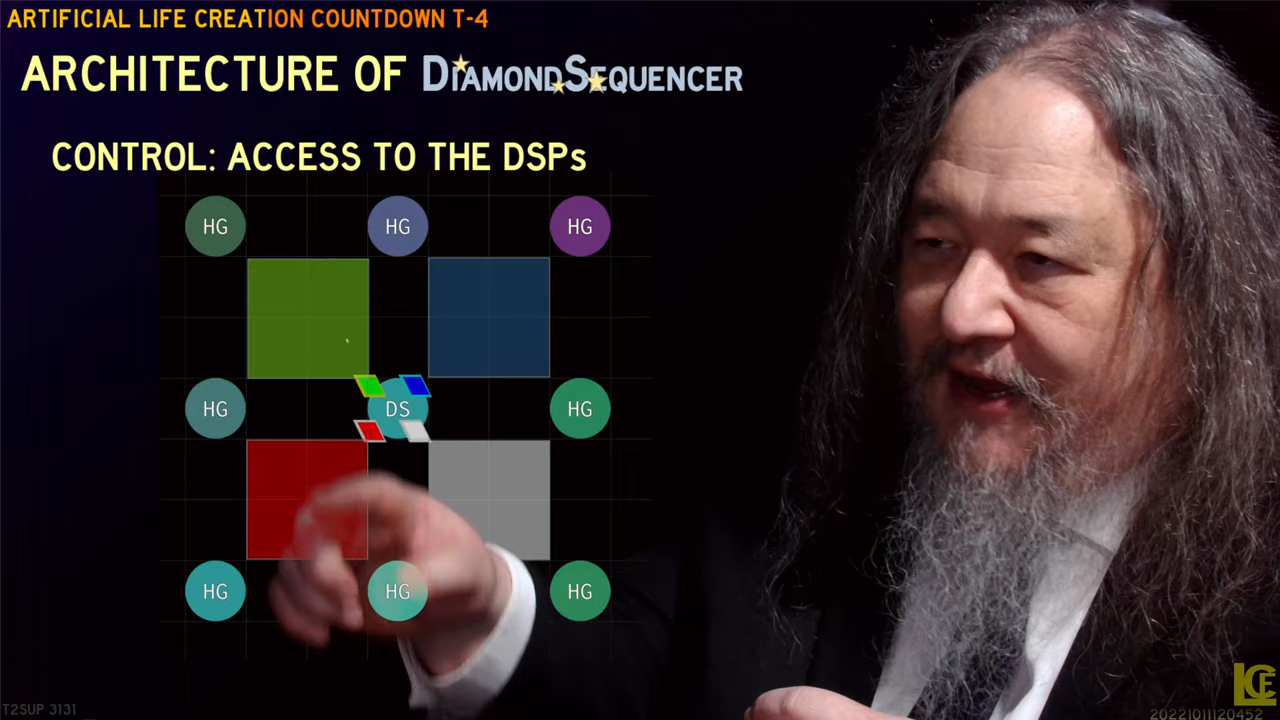 ARTIFICIAL LIFE CREATION COUNTDOWN T-4
ARCHITECTURE OF DIAMONDSEQUENCER
CONTROL: ACCESS TO THE DSPs
HG HG HG
HG DS HG
HG HG HG
LCE
T2SUP 3131
20221011120452